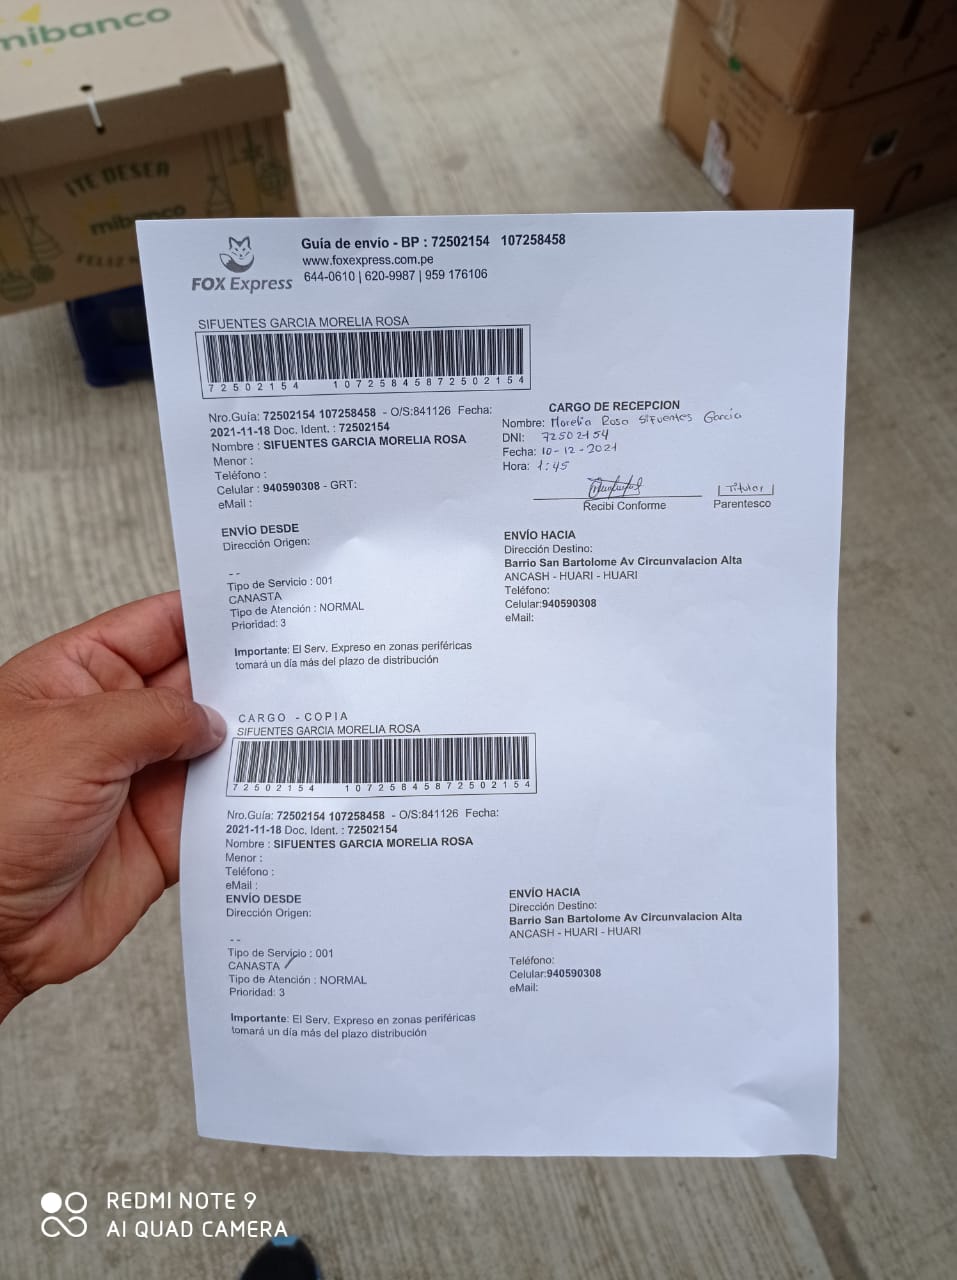 mibanco
¡TE DESEA
mibanco
FELIZ
Guía de envío - BP : 72502154 107258458
www.foxexpress.com.pe
644-0610 | 620-9987 | 959 176106
FOX Express
SIFUENTES GARCIA MORELIA ROSA
72502154 10725845872502154
Nro.Guía: 72502154 107258458 - O/S:841126 Fecha:
2021-11-18 Doc. Ident. : 72502154
Nombre : SIFUENTES GARCIA MORELIA ROSA
Menor :
Teléfono :
Celular : 940590308 - GRT:
eMail :
CARGO DE RECEPCION
Nombre: Morelia Rosa Sifuentes Garcia
DNI: 72502154
Fecha: 10-12-2021
Hora: 1:45
Titular
Recibi Conforme Parentesco
ENVÍO DESDE
Dirección Origen:
- -
Tipo de Servicio : 001
CANASTA
Tipo de Atención : NORMAL
Prioridad: 3
ENVÍO HACIA
Dirección Destino:
Barrio San Bartolome Av Circunvalacion Alta
ANCASH - HUARI - HUARI
Teléfono:
Celular:940590308
eMail:
Importante: El Serv. Expreso en zonas periféricas
tomará un día más del plazo de distribución
CARGO - COPIA
SIFUENTES GARCIA MORELIA ROSA
72502154 10725845872502154
Nro.Guía: 72502154 107258458 - O/S:841126 Fecha:
2021-11-18 Doc. Ident. : 72502154
Nombre : SIFUENTES GARCIA MORELIA ROSA
Menor :
Teléfono :
eMail :
ENVÍO DESDE
Dirección Origen:
- -
Tipo de Servicio : 001
CANASTA
Tipo de Atención : NORMAL
Prioridad: 3
ENVÍO HACIA
Dirección Destino:
Barrio San Bartolome Av Circunvalacion Alta
ANCASH - HUARI - HUARI
Teléfono:
Celular:940590308
eMail:
Importante: El Serv. Expreso en zonas periféricas
tomará un día más del plazo distribución
REDMI NOTE 9
AI QUAD CAMERA